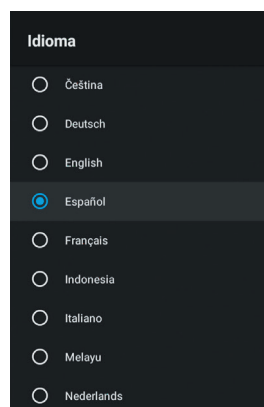 Idioma
Čeština
Deutsch
English
Español
Français
Indonesia
Italiano
Melayu
Nederlands